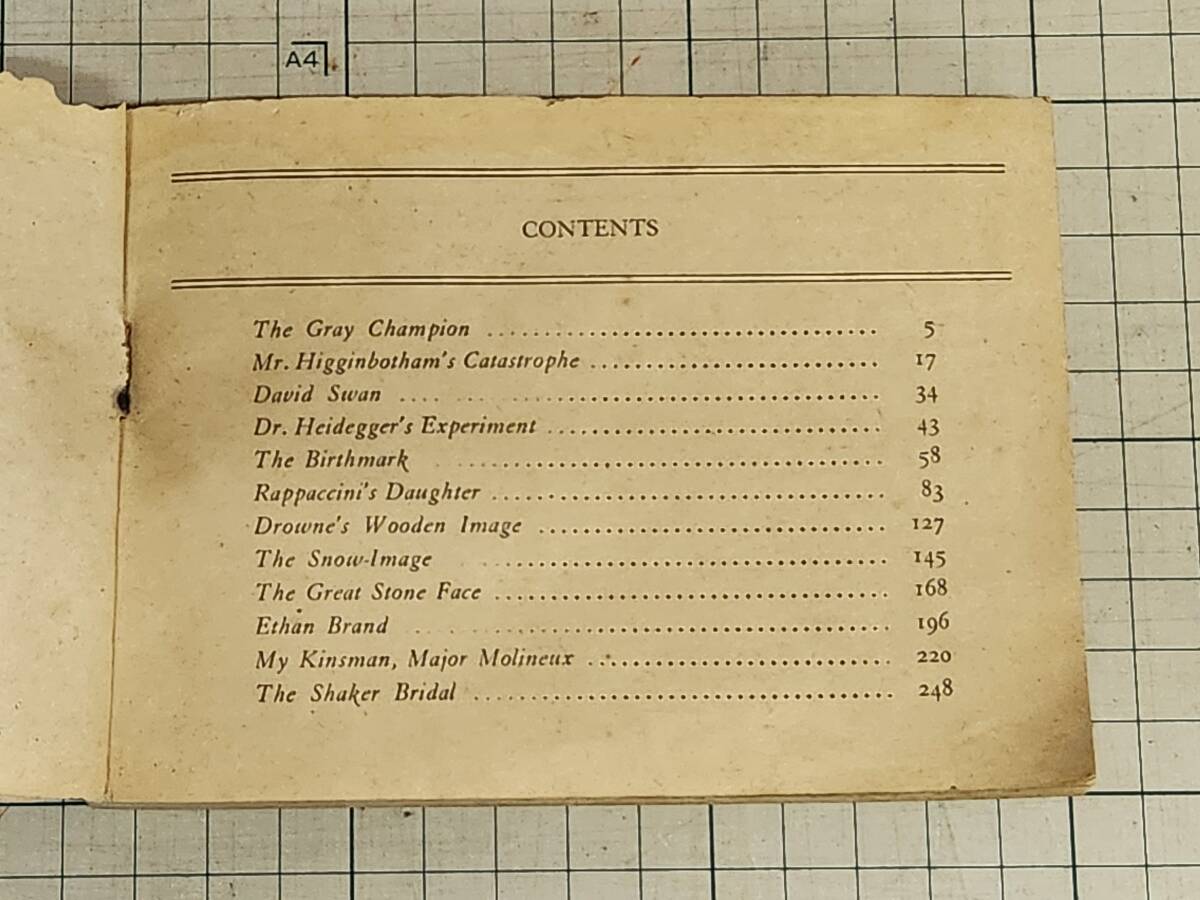 A4
CONTENTS
The Gray Champion ........................................ 5
Mr. Higginbotham's Catastrophe ........................... 17
David Swan ............................................... 34
Dr. Heidegger's Experiment ............................... 43
The Birthmark ............................................ 58
Rappaccini's Daughter .................................... 83
Drowne's Wooden Image .................................... 127
The Snow-Image ........................................... 145
The Great Stone Face ..................................... 168
Ethan Brand .............................................. 196
My Kinsman, Major Molineux ............................... 220
The Shaker Bridal ........................................ 248